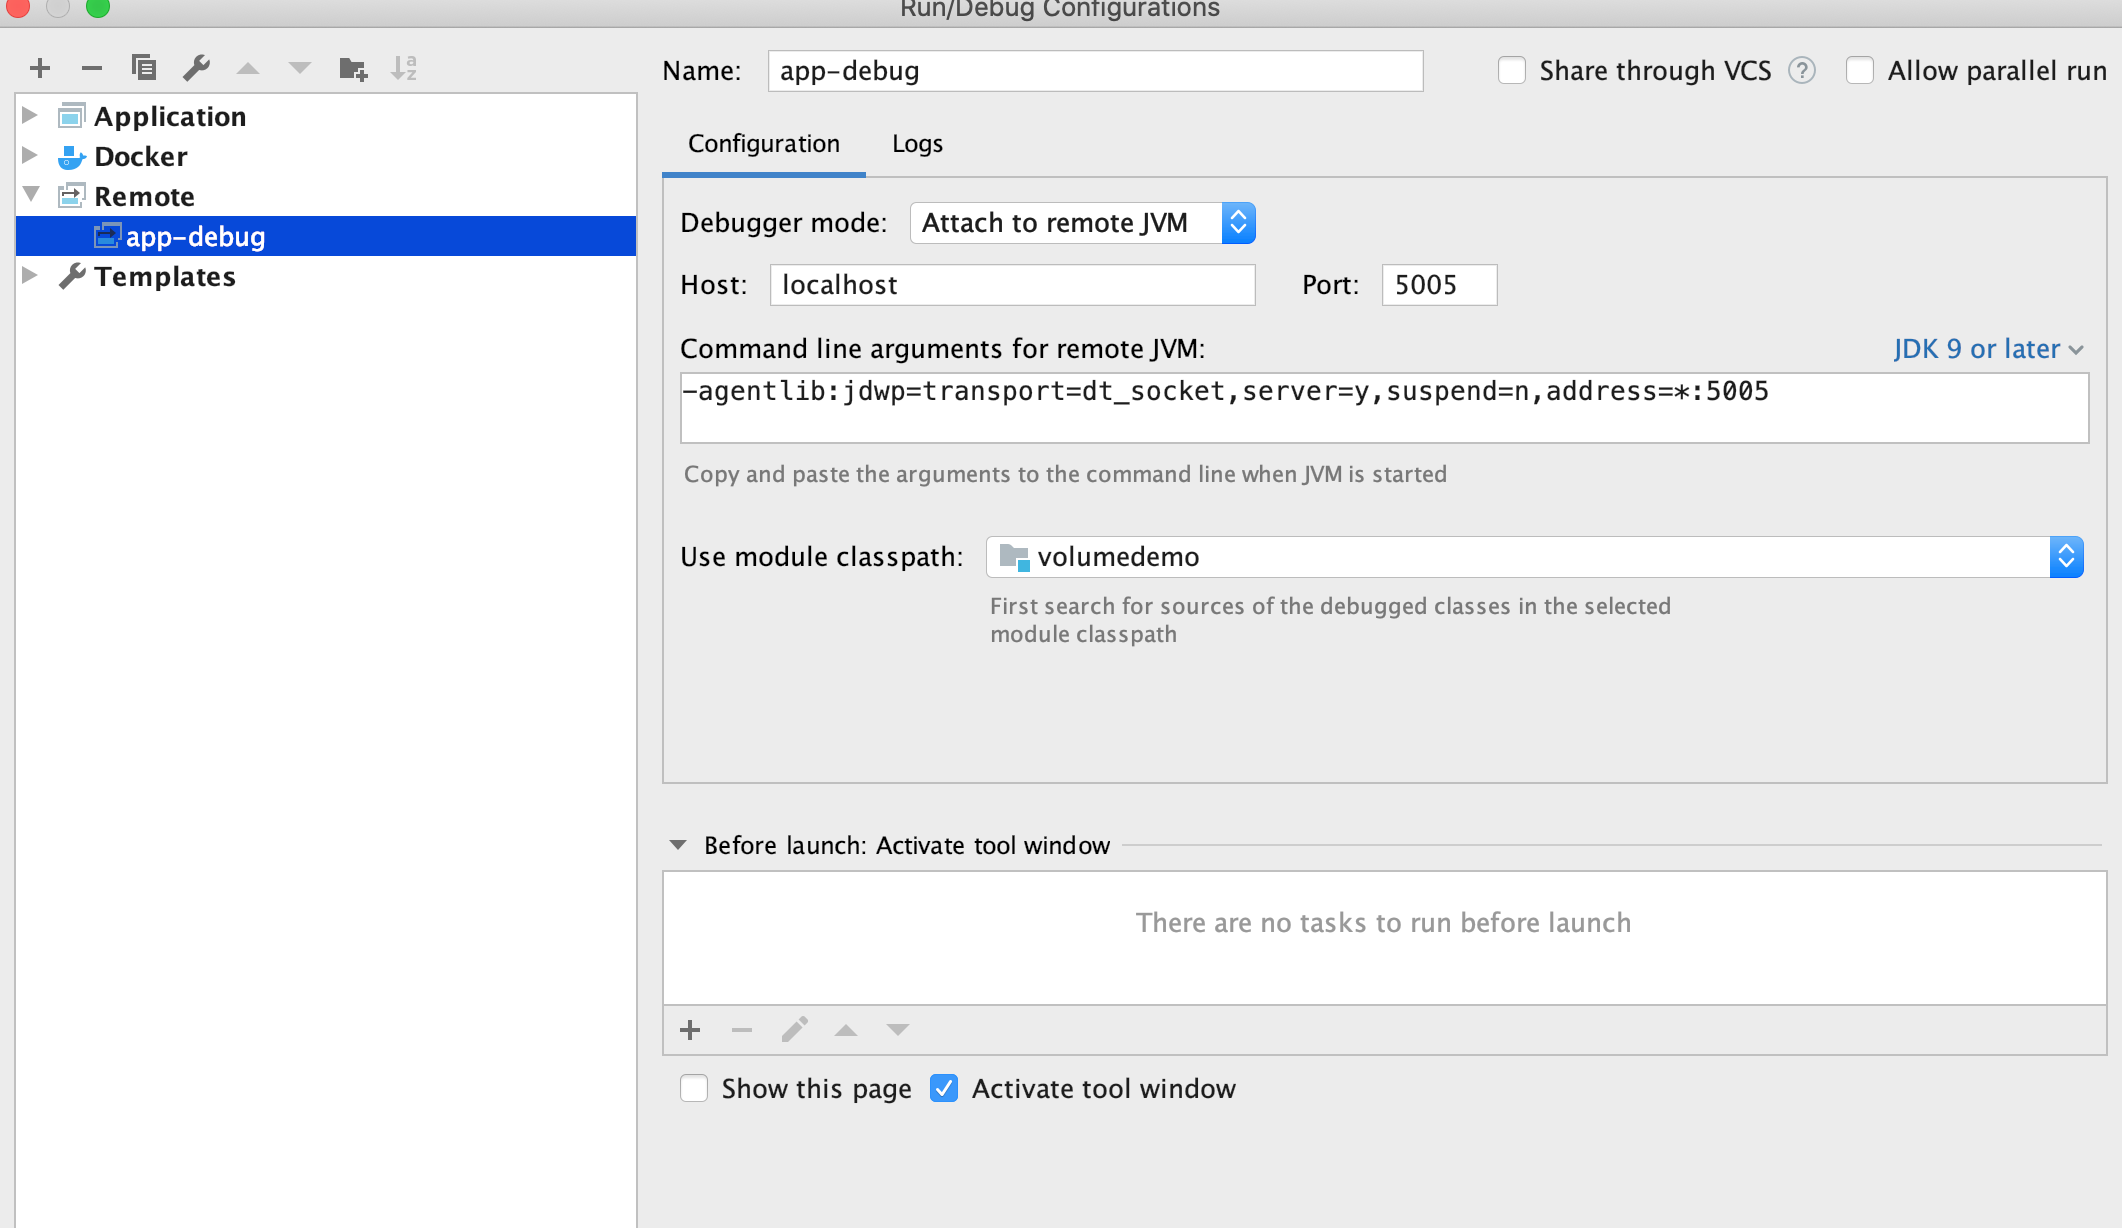 Run/Debug Configurations
Name: app-debug Share through VCS ? Allow parallel run
Application
Docker
Remote
app-debug
Templates
Configuration Logs
Debugger mode: Attach to remote JVM
Host: localhost Port: 5005
Command line arguments for remote JVM: JDK 9 or later
-agentlib:jdwp=transport=dt_socket,server=y,suspend=n,address=*:5005
Copy and paste the arguments to the command line when JVM is started
Use module classpath: volumedemo
First search for sources of the debugged classes in the selected
module classpath
Before launch: Activate tool window
There are no tasks to run before launch
Show this page Activate tool window